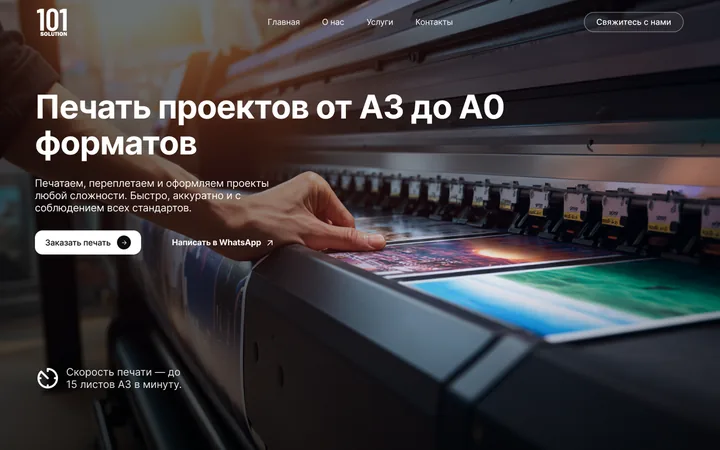 101
SOLUTION
Главная
О нас
Услуги
Контакты
Свяжитесь с нами
Печать проектов от А3 до А0
форматов
Печатаем, переплетаем и оформляем проекты
любой сложности. Быстро, аккуратно и с
соблюдением всех стандартов.
Заказать печать
Написать в WhatsApp
Скорость печати — до
15 листов А3 в минуту.